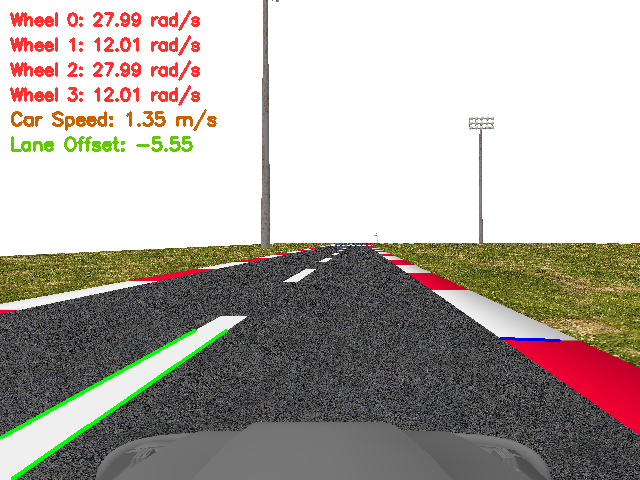 Wheel 0: 27.99 rad/s
Wheel 1: 12.01 rad/s
Wheel 2: 27.99 rad/s
Wheel 3: 12.01 rad/s
Car Speed: 1.35 m/s
Lane Offset: -5.55